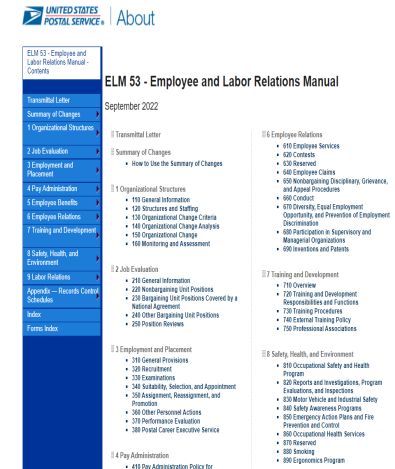 UNITED STATES
POSTAL SERVICE®
About
ELM 53 - Employee and
Labor Relations Manual -
Contents
Transmittal Letter
Summary of Changes
1 Organizational Structures
2 Job Evaluation
3 Employment and
Placement
4 Pay Administration
5 Employee Benefits
6 Employee Relations
7 Training and Development
8 Safety, Health, and
Environment
9 Labor Relations
Appendix — Records Control
Schedules
Index
Forms Index
ELM 53 - Employee and Labor Relations Manual
September 2022
Transmittal Letter
Summary of Changes
• How to Use the Summary of Changes
1 Organizational Structures
• 110 General Information
• 120 Structures and Staffing
• 130 Organizational Change Criteria
• 140 Organizational Change Analysis
• 150 Organizational Change
• 160 Monitoring and Assessment
2 Job Evaluation
• 210 General Information
• 220 Nonbargaining Unit Positions
• 230 Bargaining Unit Positions Covered by a
National Agreement
• 240 Other Bargaining Unit Positions
• 250 Position Reviews
3 Employment and Placement
• 310 General Provisions
• 320 Recruitment
• 330 Examinations
• 340 Suitability, Selection, and Appointment
• 350 Assignment, Reassignment, and
Promotion
• 360 Other Personnel Actions
• 370 Performance Evaluation
• 380 Postal Career Executive Service
4 Pay Administration
• 410 Pay Administration Policy for
6 Employee Relations
• 610 Employee Services
• 620 Contests
• 630 Reserved
• 640 Employee Claims
• 650 Nonbargaining Disciplinary, Grievance,
and Appeal Procedures
• 660 Conduct
• 670 Diversity, Equal Employment
Opportunity, and Prevention of Employment
Discrimination
• 680 Participation in Supervisory and
Managerial Organizations
• 690 Inventions and Patents
7 Training and Development
• 710 Overview
• 720 Training and Development
Responsibilities and Functions
• 730 Training Procedures
• 740 External Training Policy
• 750 Professional Associations
8 Safety, Health, and Environment
• 810 Occupational Safety and Health
Program
• 820 Reports and Investigations, Program
Evaluations, and Inspections
• 830 Motor Vehicle and Industrial Safety
• 840 Safety Awareness Programs
• 850 Emergency Action Plans and Fire
Prevention and Control
• 860 Occupational Health Services
• 870 Reserved
• 880 Smoking
• 890 Ergonomics Program